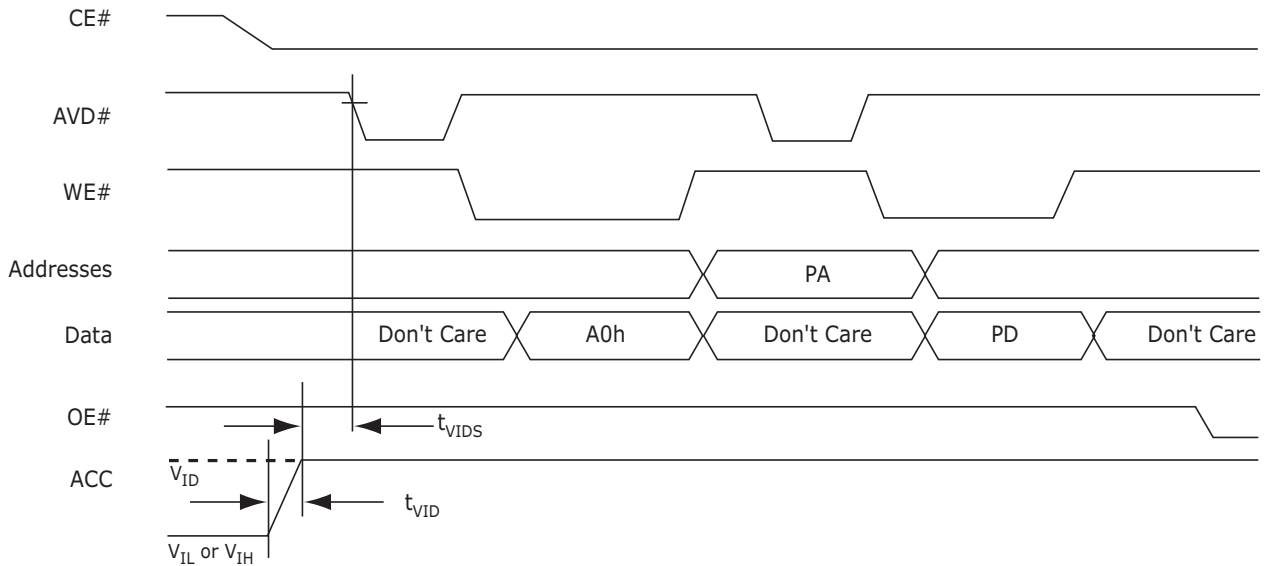 CE#
AVD#
WE#
Addresses
PA
Data
Don't Care
A0h
Don't Care
PD
Don't Care
OE#
tVIDS
ACC
VID
tVID
VIL or VIH